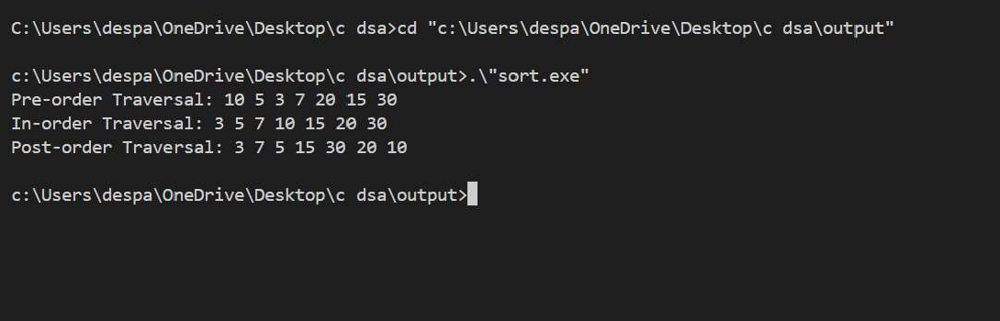 C:\Users\despa\OneDrive\Desktop\c dsa>cd "c:\Users\despa\OneDrive\Desktop\c dsa\output"
c:\Users\despa\OneDrive\Desktop\c dsa\output>.\"sort.exe"
Pre-order Traversal: 10 5 3 7 20 15 30
In-order Traversal: 3 5 7 10 15 20 30
Post-order Traversal: 3 7 5 15 30 20 10
c:\Users\despa\OneDrive\Desktop\c dsa\output>